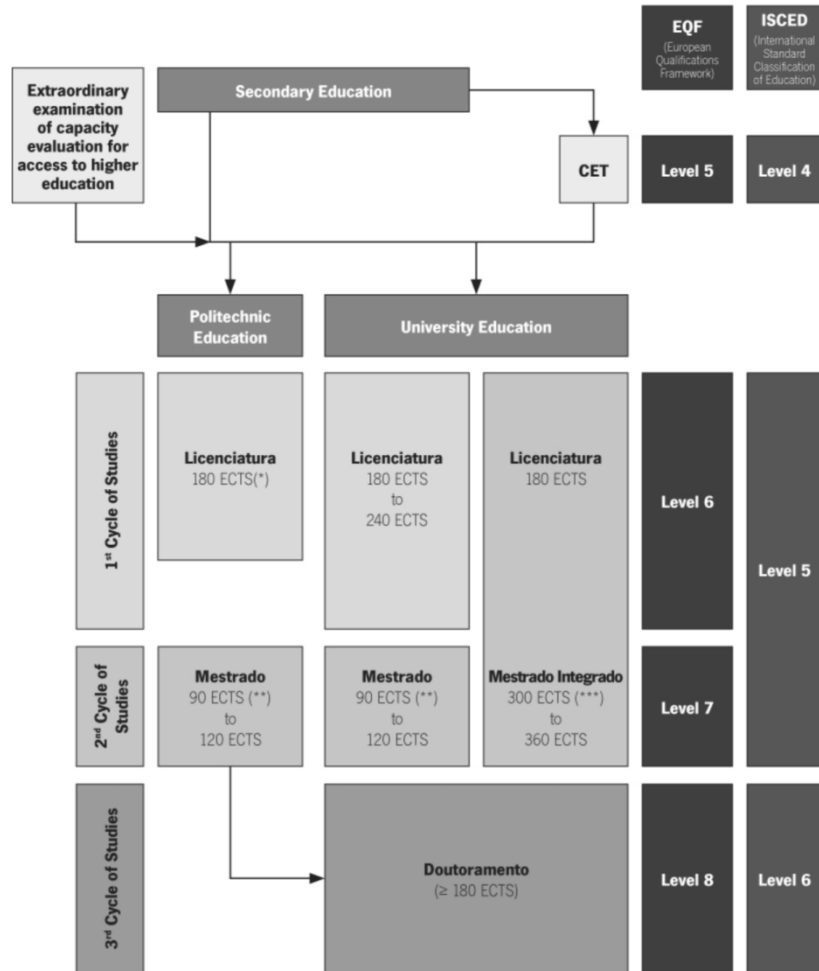 EQF
(European
Qualifications
Framework)
ISCED
(International
Standard
Classification
of Education)
Extraordinary
examination
of capacity
evaluation for
access to higher
education
Secondary Education
CET
Level 5
Level 4
Politechnic
Education
University Education
1st Cycle of Studies
Licenciatura
180 ECTS(*)
Licenciatura
180 ECTS
to
240 ECTS
Licenciatura
180 ECTS
Level 6
Level 5
2nd Cycle of
Studies
Mestrado
90 ECTS (**)
to
120 ECTS
Mestrado
90 ECTS (**)
to
120 ECTS
Mestrado Integrado
300 ECTS (***)
to
360 ECTS
Level 7
3rd Cycle of Studies
Doutoramento
(≥ 180 ECTS)
Level 8
Level 6